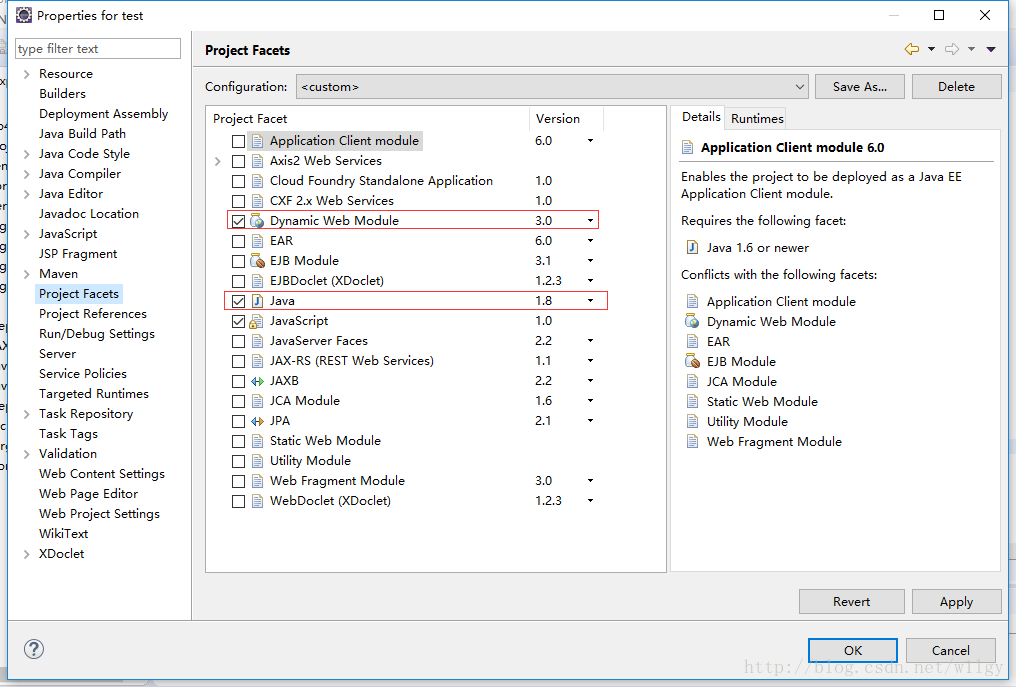 Properties for test
type filter text
Resource
Builders
Deployment Assembly
Java Build Path
Java Code Style
Java Compiler
Java Editor
Javadoc Location
JavaScript
JSP Fragment
Maven
Project Facets
Project References
Run/Debug Settings
Server
Service Policies
Targeted Runtimes
Task Repository
Task Tags
Validation
Web Content Settings
Web Page Editor
Web Project Settings
WikiText
XDoclet
Project Facets
Configuration: <custom> Save As... Delete
Project Facet Version
Application Client module 6.0
Axis2 Web Services
Cloud Foundry Standalone Application 1.0
CXF 2.x Web Services 1.0
Dynamic Web Module 3.0
EAR 6.0
EJB Module 3.1
EJBDoclet (XDoclet) 1.2.3
Java 1.8
JavaScript 1.0
JavaServer Faces 2.2
JAX-RS (REST Web Services) 1.1
JAXB 2.2
JCA Module 1.6
JPA 2.1
Static Web Module
Utility Module
Web Fragment Module 3.0
WebDoclet (XDoclet) 1.2.3
Details Runtimes
Application Client module 6.0
Enables the project to be deployed as a Java EE
Application Client module.
Requires the following facet:
Java 1.6 or newer
Conflicts with the following facets:
Application Client module
Dynamic Web Module
EAR
EJB Module
JCA Module
Static Web Module
Utility Module
Web Fragment Module
Revert Apply
OK Cancel
http://blog.csdn.net/w11gy